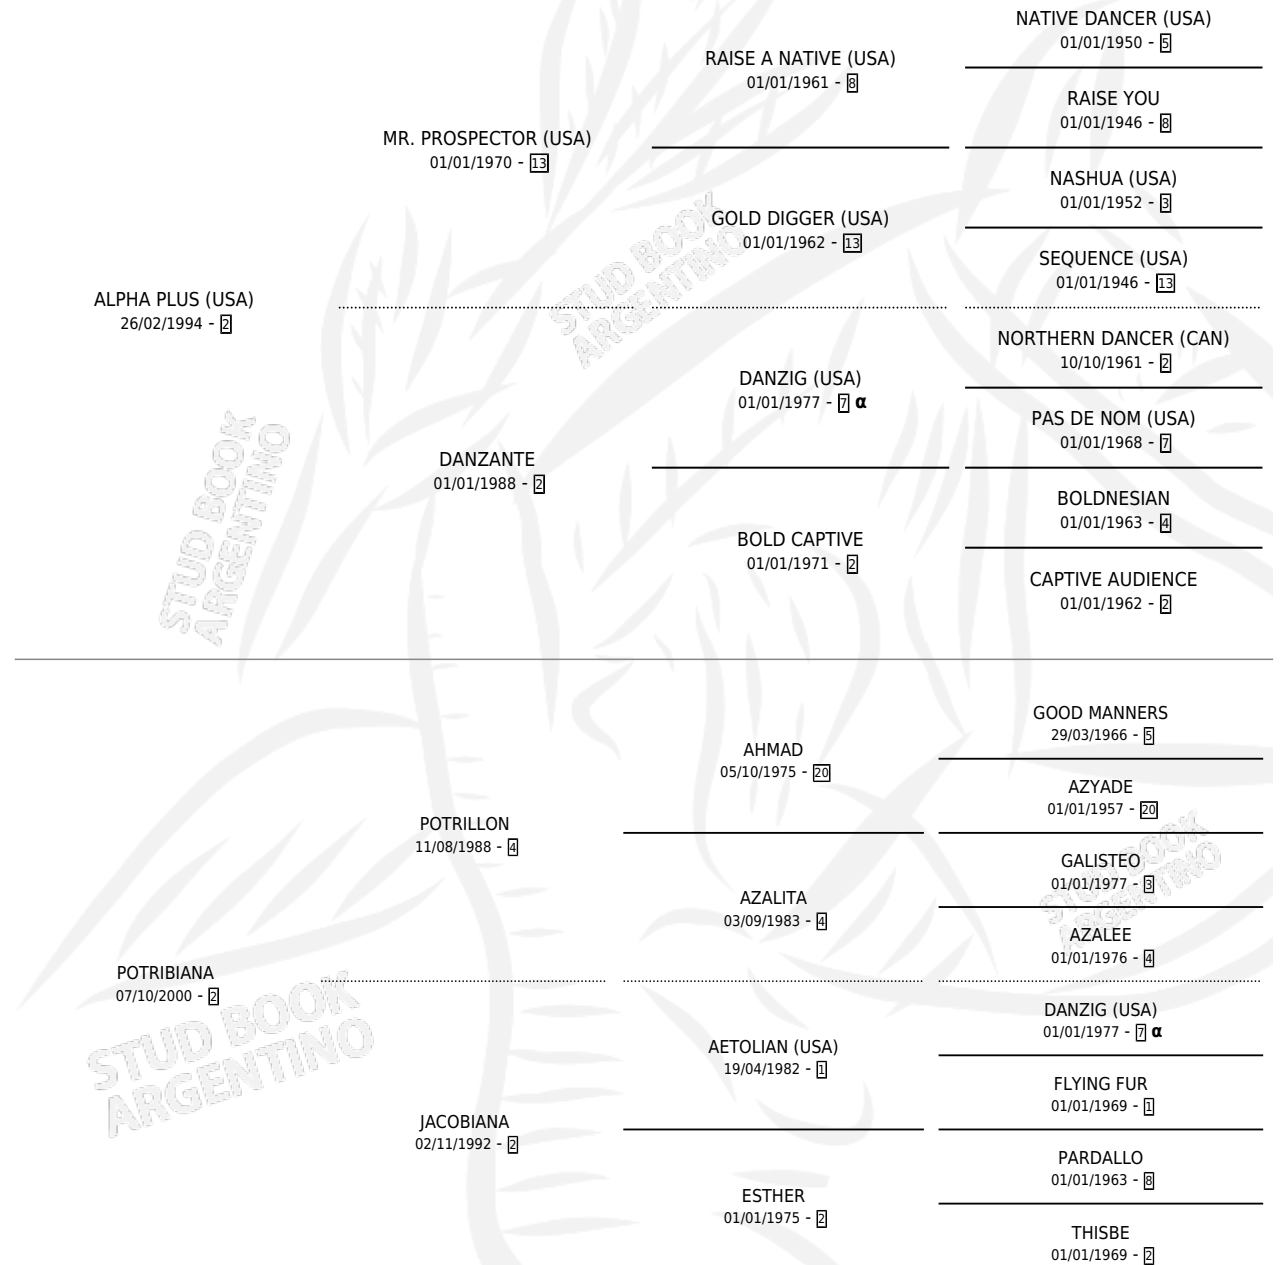 NATIVE DANCER (USA)
01/01/1950 - 5
RAISE A NATIVE (USA)
01/01/1961 - 8
RAISE YOU
01/01/1946 - 8
MR. PROSPECTOR (USA)
01/01/1970 - 13
NASHUA (USA)
01/01/1952 - 3
GOLD DIGGER (USA)
01/01/1962 - 13
SEQUENCE (USA)
01/01/1946 - 13
ALPHA PLUS (USA)
26/02/1994 - 2
NORTHERN DANCER (CAN)
10/10/1961 - 2
DANZIG (USA)
01/01/1977 - 7 α
PAS DE NOM (USA)
01/01/1968 - 7
DANZANTE
01/01/1988 - 2
BOLDNESIAN
01/01/1963 - 4
BOLD CAPTIVE
01/01/1971 - 2
CAPTIVE AUDIENCE
01/01/1962 - 2
GOOD MANNERS
29/03/1966 - 5
AHMAD
05/10/1975 - 20
AZYADE
01/01/1957 - 20
POTRILLON
11/08/1988 - 4
GALISTEO
01/01/1977 - 3
AZALITA
03/09/1983 - 4
AZALEE
01/01/1976 - 4
POTRIBIANA
07/10/2000 - 2
DANZIG (USA)
01/01/1977 - 7 α
AETOLIAN (USA)
19/04/1982 - 1
FLYING FUR
01/01/1969 - 1
JACOBIANA
02/11/1992 - 2
PARDALLO
01/01/1963 - 8
ESTHER
01/01/1975 - 2
THISBE
01/01/1969 - 2
STUD BOOK
ARGENTINO
STUD BOOK
ARGENTINO
STUD BOOK
ARGENTINO
STUD BOOK
ARGENTINO